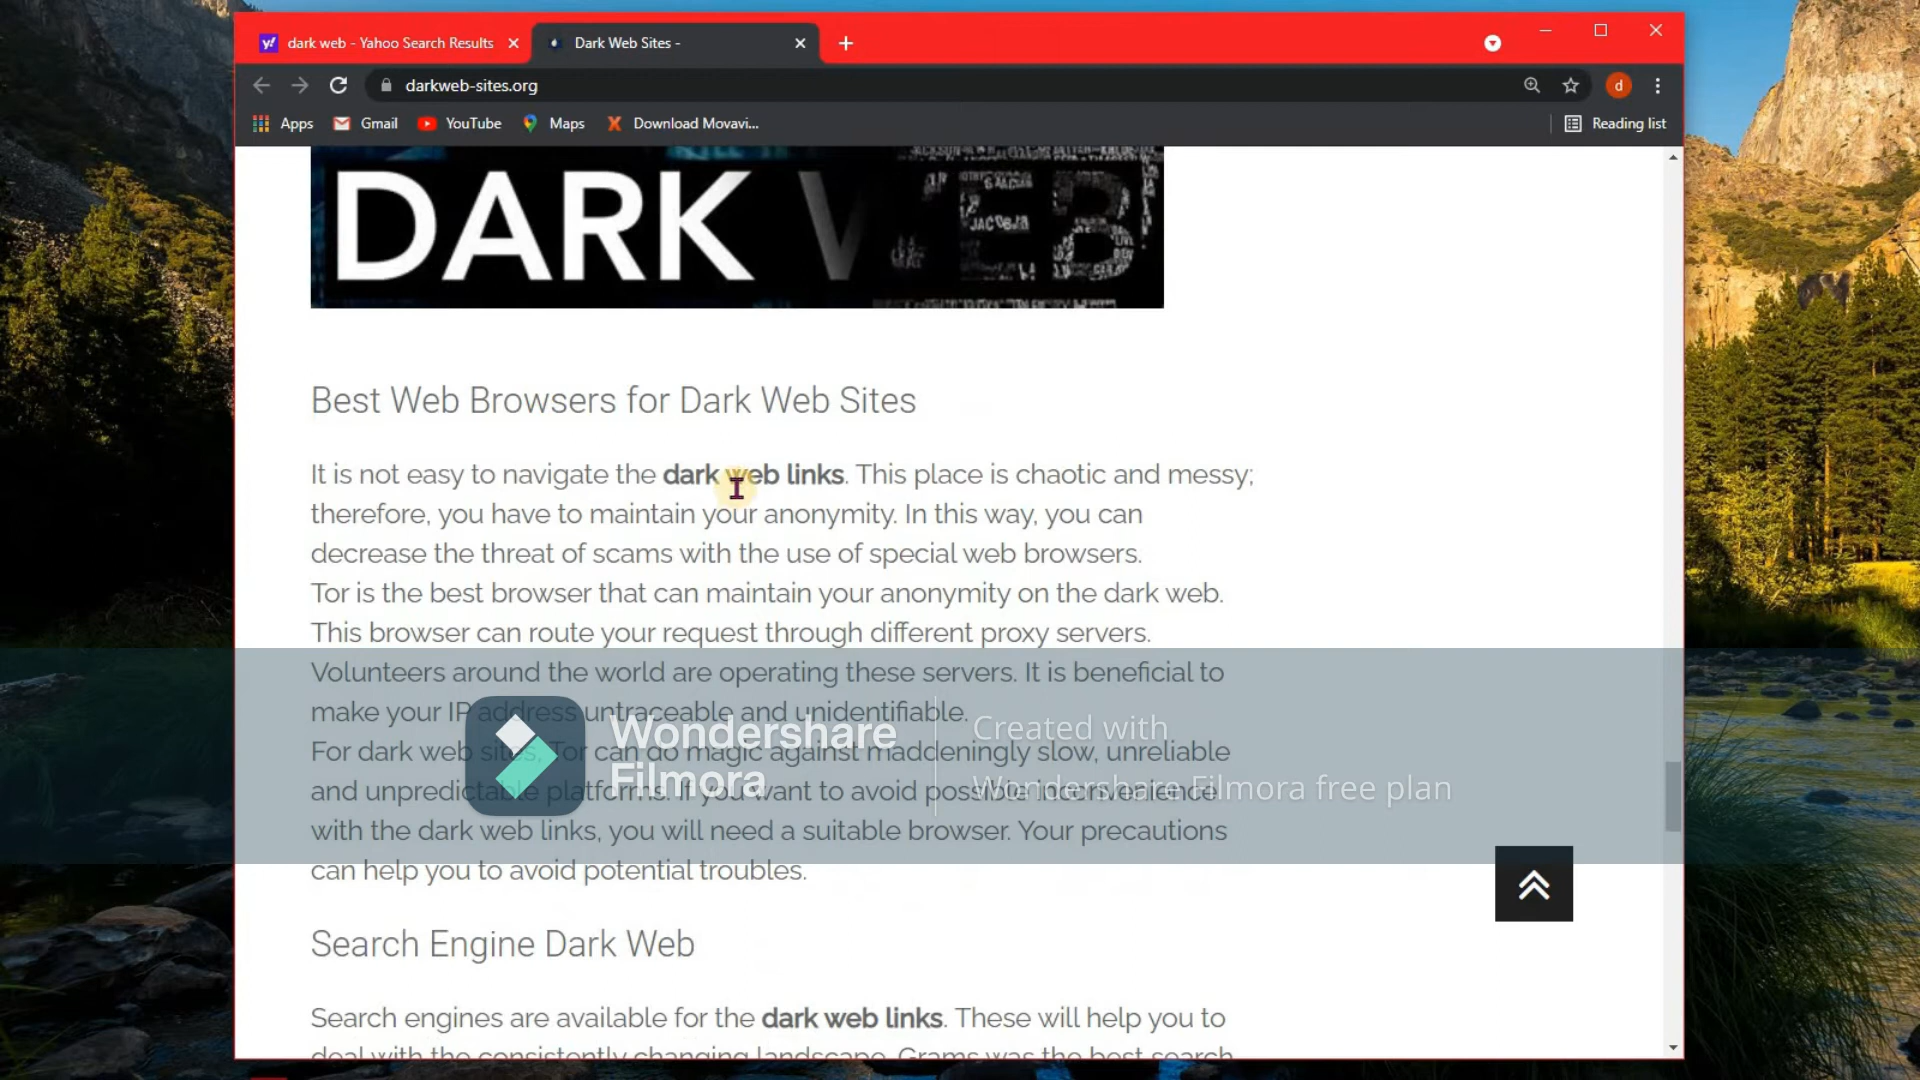 dark web - Yahoo Search Results
Dark Web Sites -
darkweb-sites.org
d
Apps
Gmail
YouTube
Maps
Download Movavi...
Reading list
DARK WEB
Best Web Browsers for Dark Web Sites
It is not easy to navigate the dark web links. This place is chaotic and messy;
therefore, you have to maintain your anonymity. In this way, you can
decrease the threat of scams with the use of special web browsers.
Tor is the best browser that can maintain your anonymity on the dark web.
This browser can route your request through different proxy servers.
Volunteers around the world are operating these servers. It is beneficial to
make your IP address untraceable and unidentifiable.
For dark web sites, Tor can do magic against maddeningly slow, unreliable
and unpredictable platforms. If you want to avoid possible inconvenience
with the dark web links, you will need a suitable browser. Your precautions
can help you to avoid potential troubles.
Wondershare
Filmora
Created with
Wondershare Filmora free plan
Search Engine Dark Web
Search engines are available for the dark web links. These will help you to
deal with the consistently changing landscape. Grams was the best search